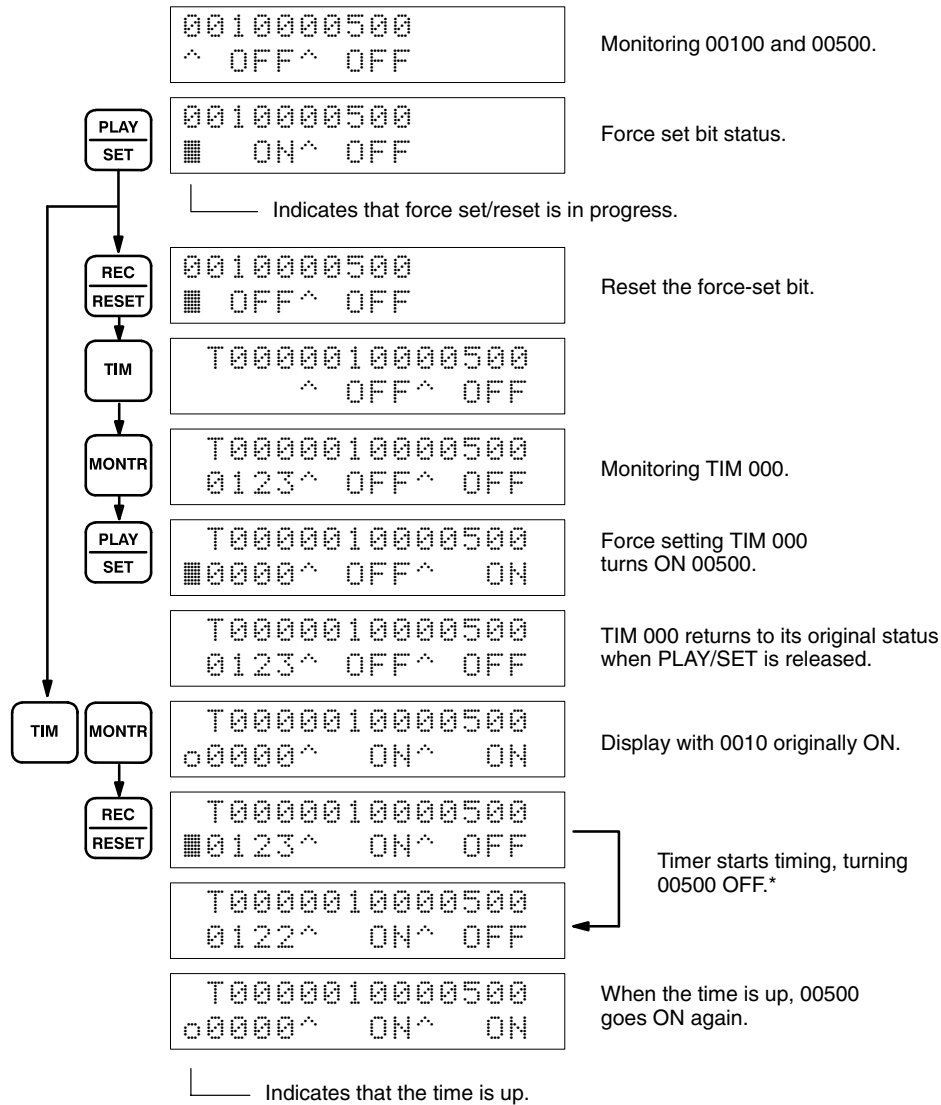 0010000500
^ OFF^ OFF
Monitoring 00100 and 00500.
PLAY
SET
0010000500
ON^ OFF
Force set bit status.
Indicates that force set/reset is in progress.
REC
RESET
0010000500
OFF^ OFF
Reset the force-set bit.
TIM
T0000010000500
^ OFF^ OFF
MONTR
T0000010000500
0123^ OFF^ OFF
Monitoring TIM 000.
PLAY
SET
T0000010000500
0000^ OFF^ ON
Force setting TIM 000
turns ON 00500.
T0000010000500
0123^ OFF^ OFF
TIM 000 returns to its original status
when PLAY/SET is released.
TIM
MONTR
T0000010000500
o0000^ ON^ ON
Display with 0010 originally ON.
REC
RESET
T0000010000500
0123^ ON^ OFF
Timer starts timing, turning
00500 OFF.*
T0000010000500
0122^ ON^ OFF
T0000010000500
o0000^ ON^ ON
When the time is up, 00500
goes ON again.
Indicates that the time is up.